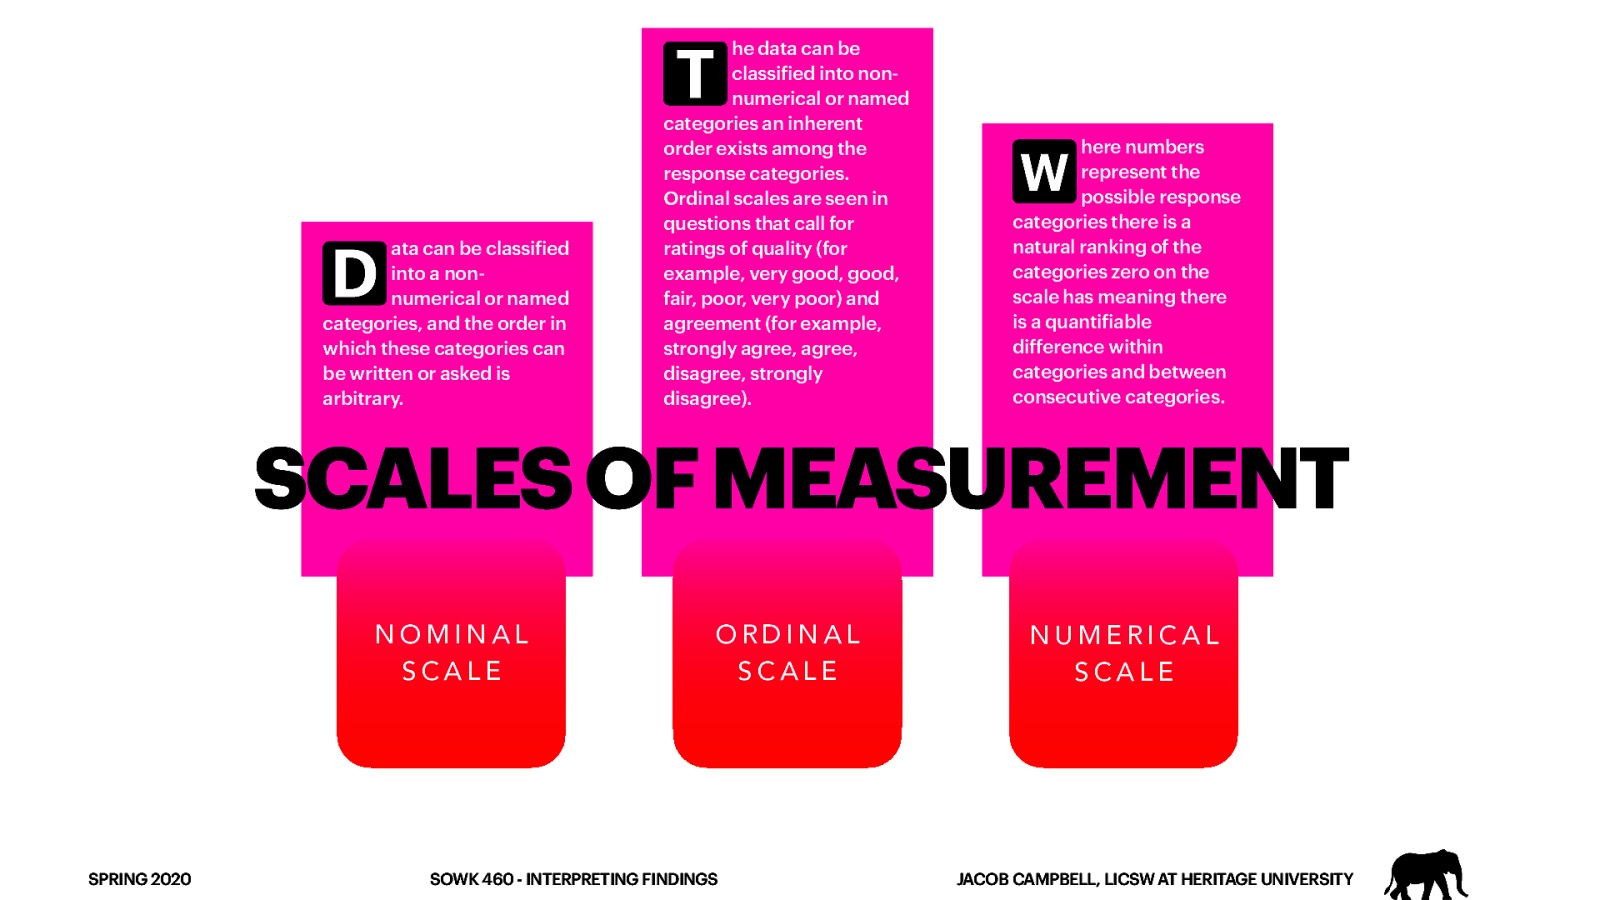 Data can be classified
into a non-
numerical or named
categories, and the order in
which these categories can
be written or asked is
arbitrary.
The data can be
classified into non-
numerical or named
categories an inherent
order exists among the
response categories.
Ordinal scales are seen in
questions that call for
ratings of quality (for
example, very good, good,
fair, poor, very poor) and
agreement (for example,
strongly agree, agree,
disagree, strongly
disagree).
Where numbers
represent the
possible response
categories there is a
natural ranking of the
categories zero on the
scale has meaning there
is a quantifiable
difference within
categories and between
consecutive categories.
SCALES OF MEASUREMENT
NOMINAL
SCALE
ORDINAL
SCALE
NUMERICAL
SCALE
SPRING 2020
SOWK 460 - INTERPRETING FINDINGS
JACOB CAMPBELL, LICSW AT HERITAGE UNIVERSITY